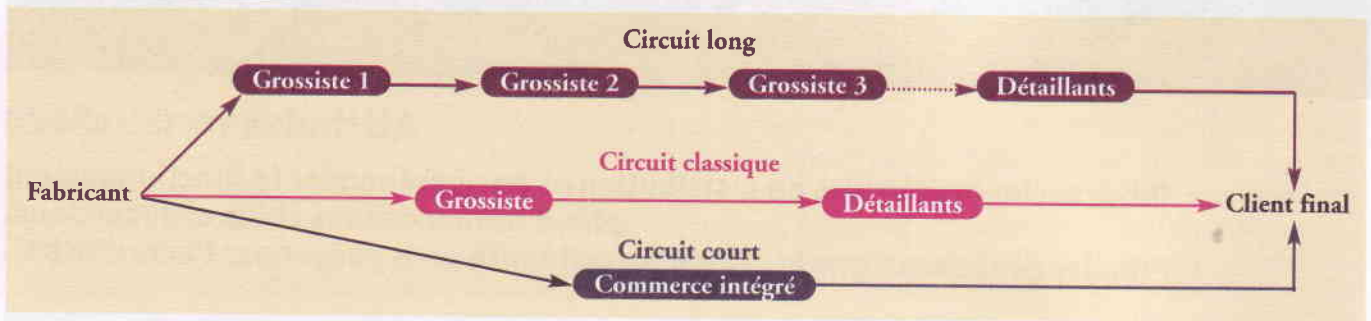 Circuit long
Grossiste 1 Grossiste 2 Grossiste 3 Détaillants
Circuit classique
Fabricant Grossiste Détaillants Client final
Circuit court
Commerce intégré